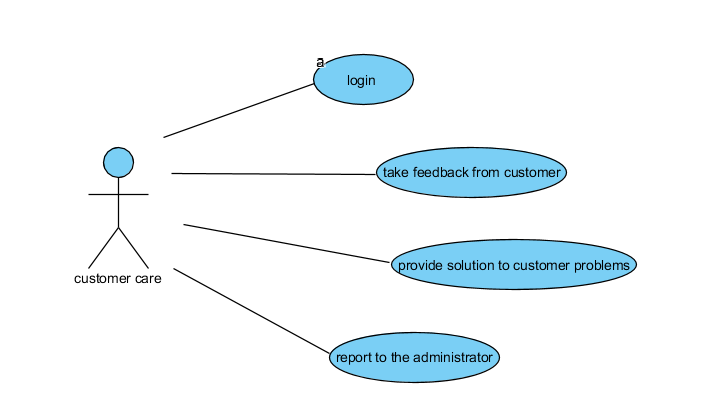 a
login
take feedback from customer
provide solution to customer problems
customer care
report to the administrator